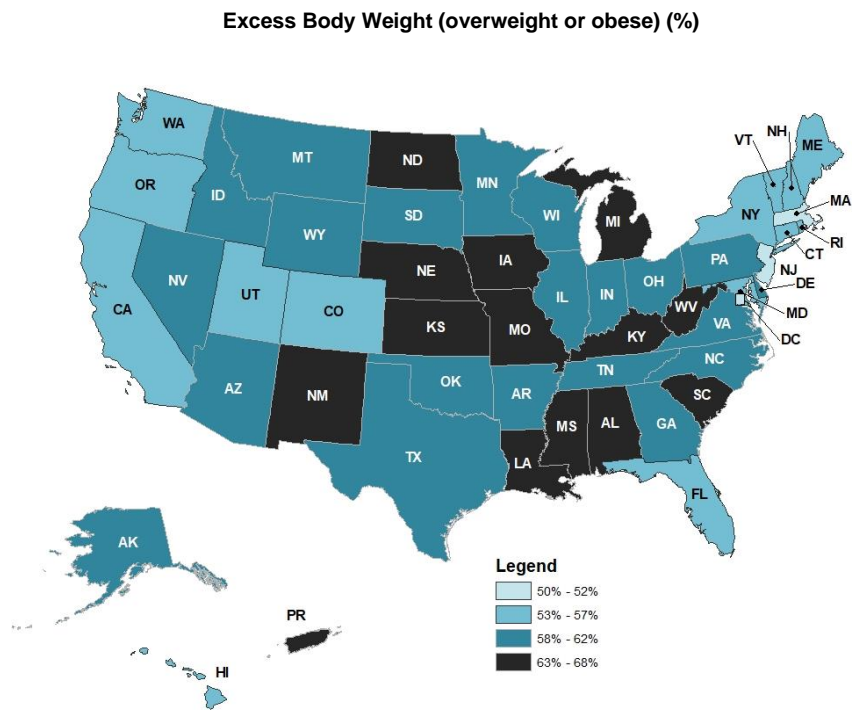 Excess Body Weight (overweight or obese) (%)
WA
MT
ND
MN
VT
NH
ME
OR
ID
SD
WI
MI
NY
MA
WY
RI
CT
NE
IA
PA
NJ
NV
UT
CO
IL
IN
OH
DE
CA
KS
MO
WV
MD
KY
VA
DC
AZ
NM
OK
AR
TN
NC
SC
MS
AL
GA
TX
LA
FL
AK
Legend
50% - 52%
53% - 57%
PR
58% - 62%
63% - 68%
HI